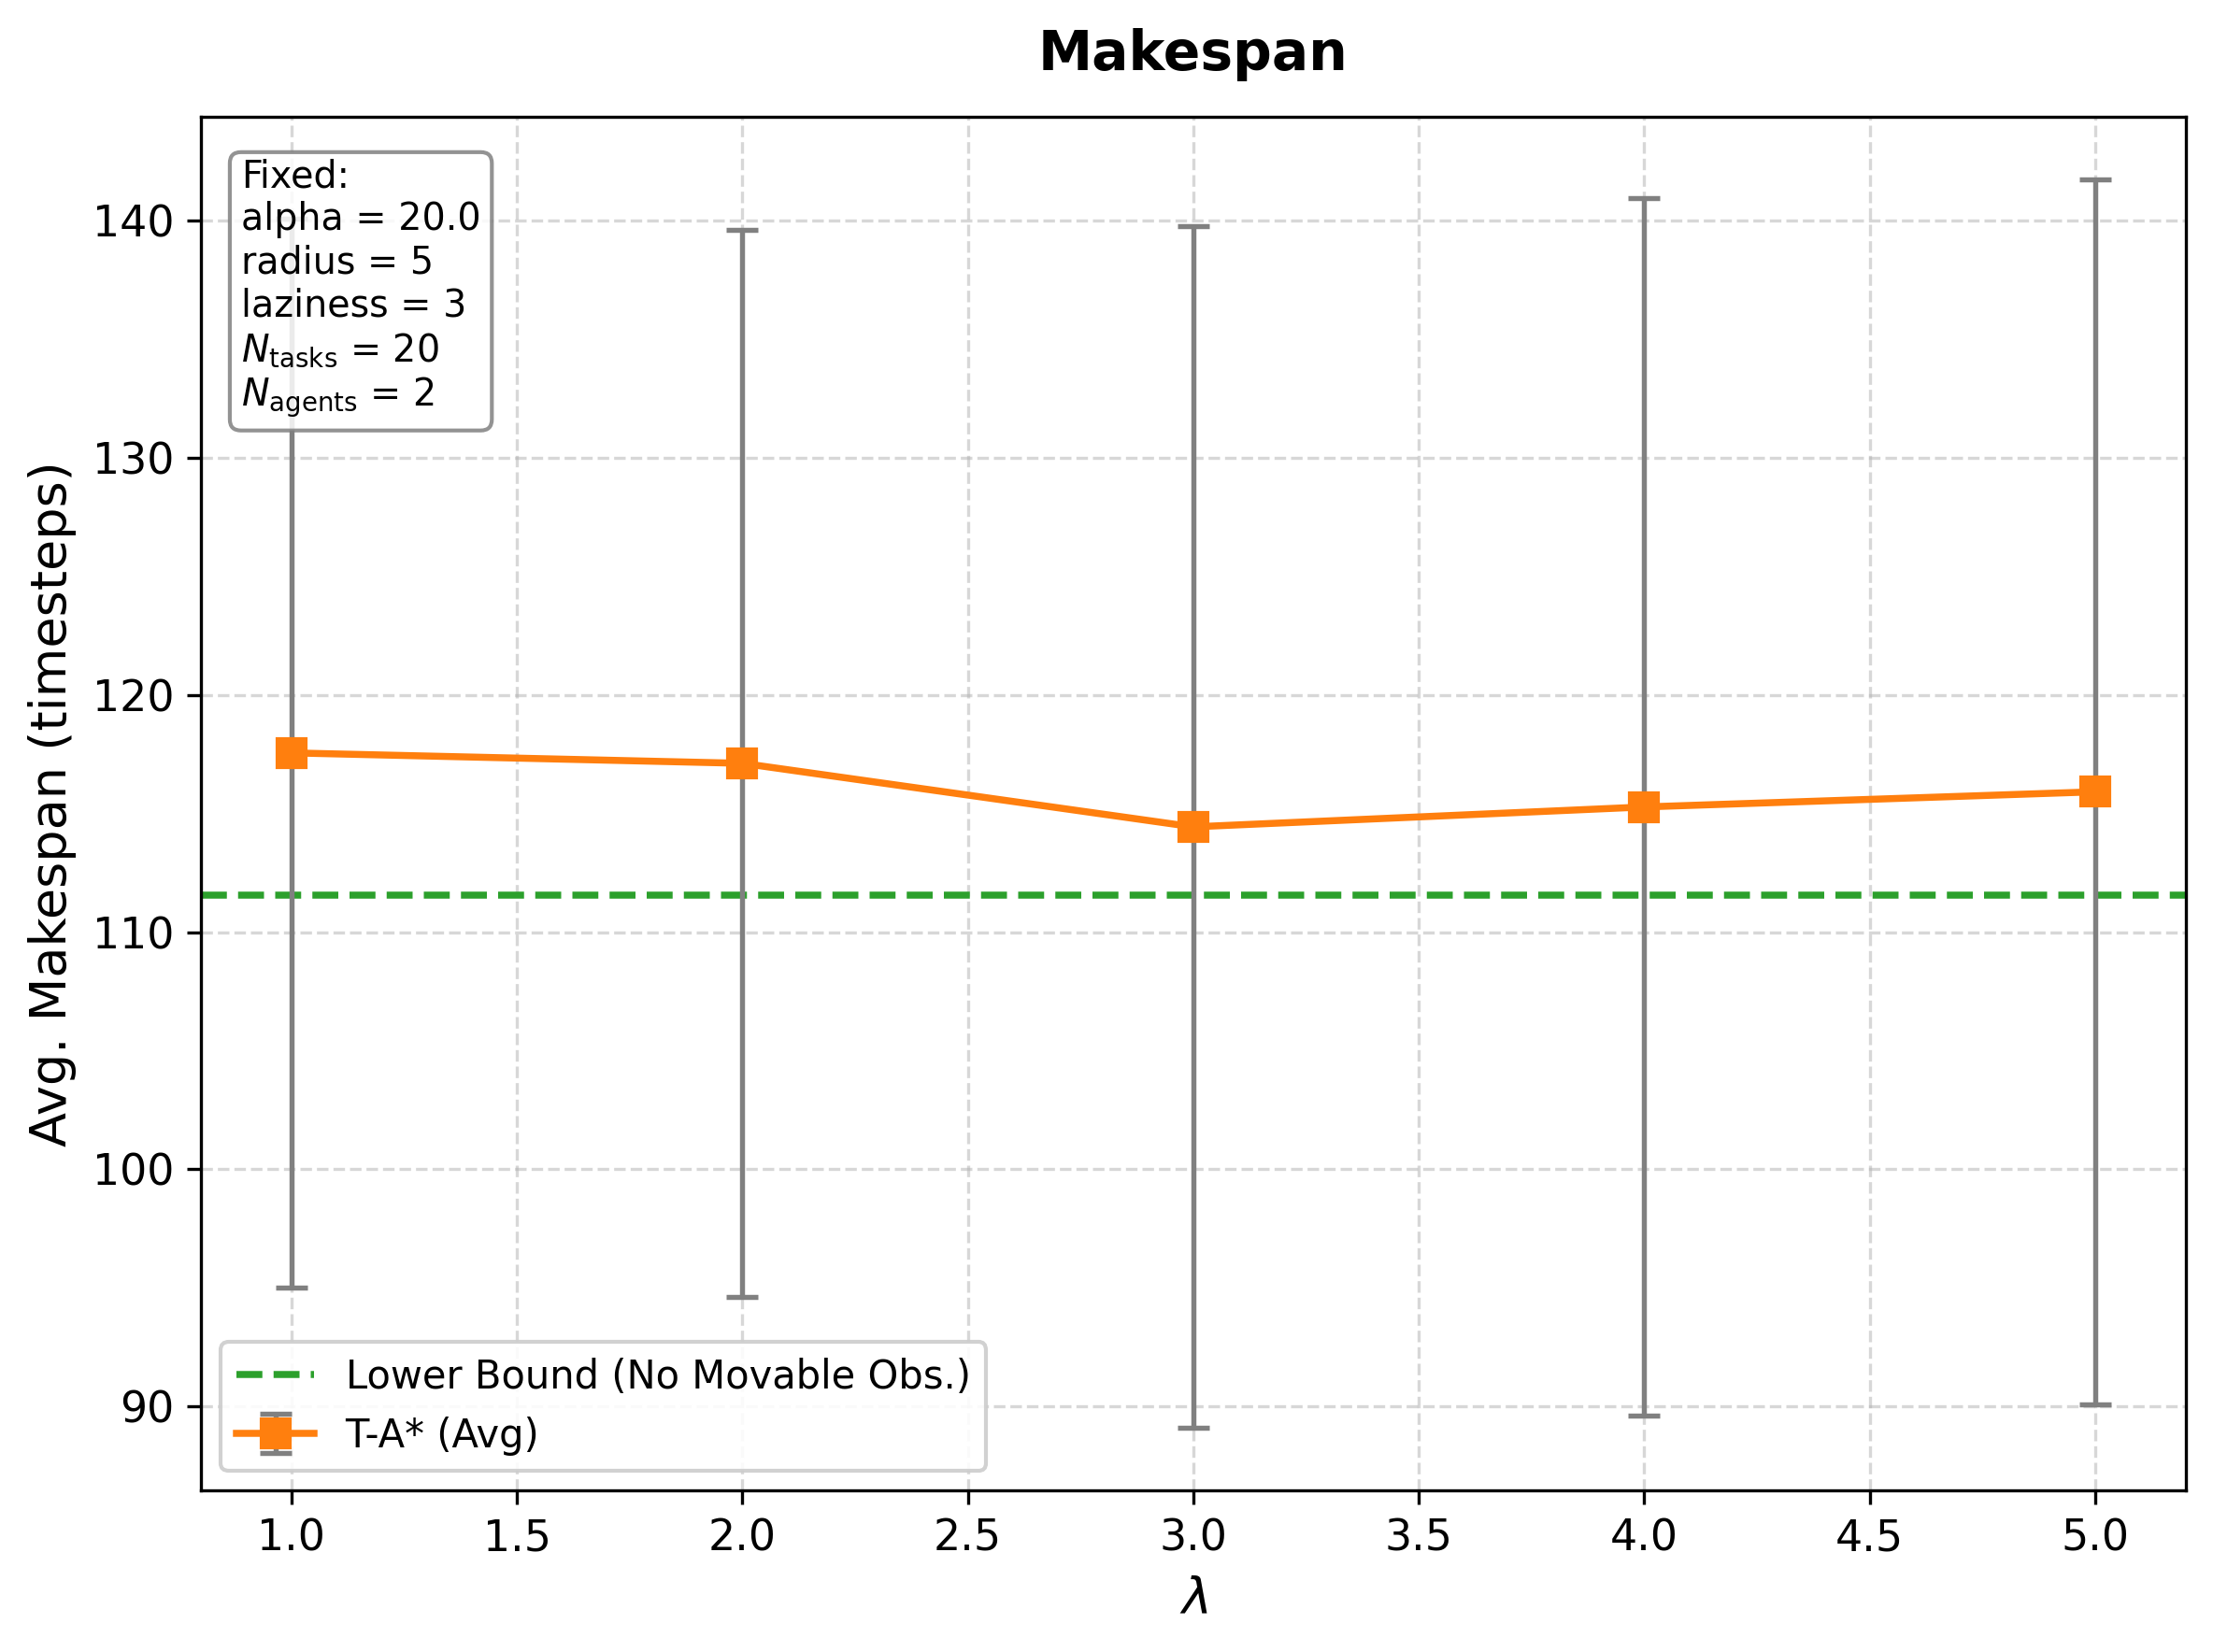 Makespan
Fixed:
alpha = 20.0
radius = 5
laziness = 3
N_tasks = 20
N_agents = 2
140
130
120
110
100
90
Avg. Makespan (timesteps)
Lower Bound (No Movable Obs.)
T-A* (Avg)
1.0 1.5 2.0 2.5 3.0 3.5 4.0 4.5 5.0
λ